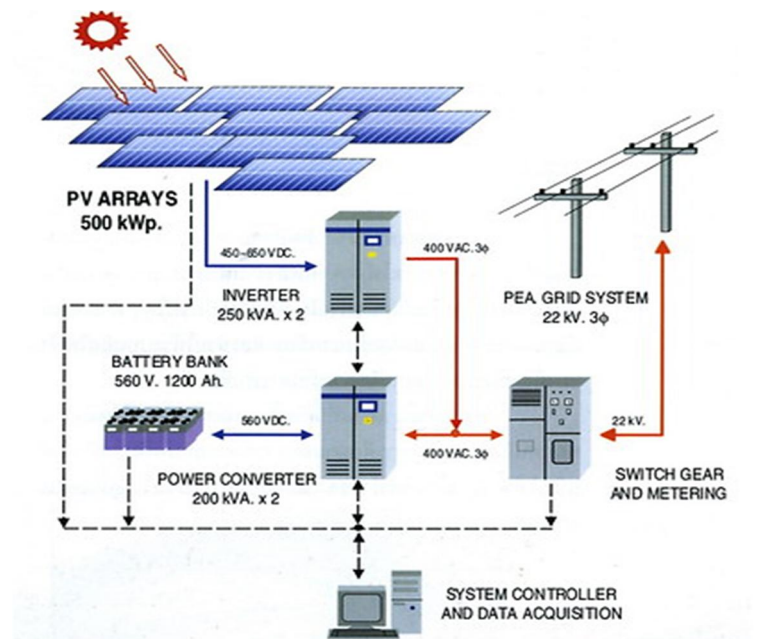 PV ARRAYS
500 kWp.
450~650 VDC.
400 VAC. 3ϕ
INVERTER
250 kVA. x 2
PEA. GRID SYSTEM
22 kV. 3ϕ
BATTERY BANK
560 V. 1200 Ah.
560 VDC.
400 VAC. 3ϕ
22 kV.
POWER CONVERTER
200 kVA. x 2
SWITCH GEAR
AND METERING
SYSTEM CONTROLLER
AND DATA ACQUISITION